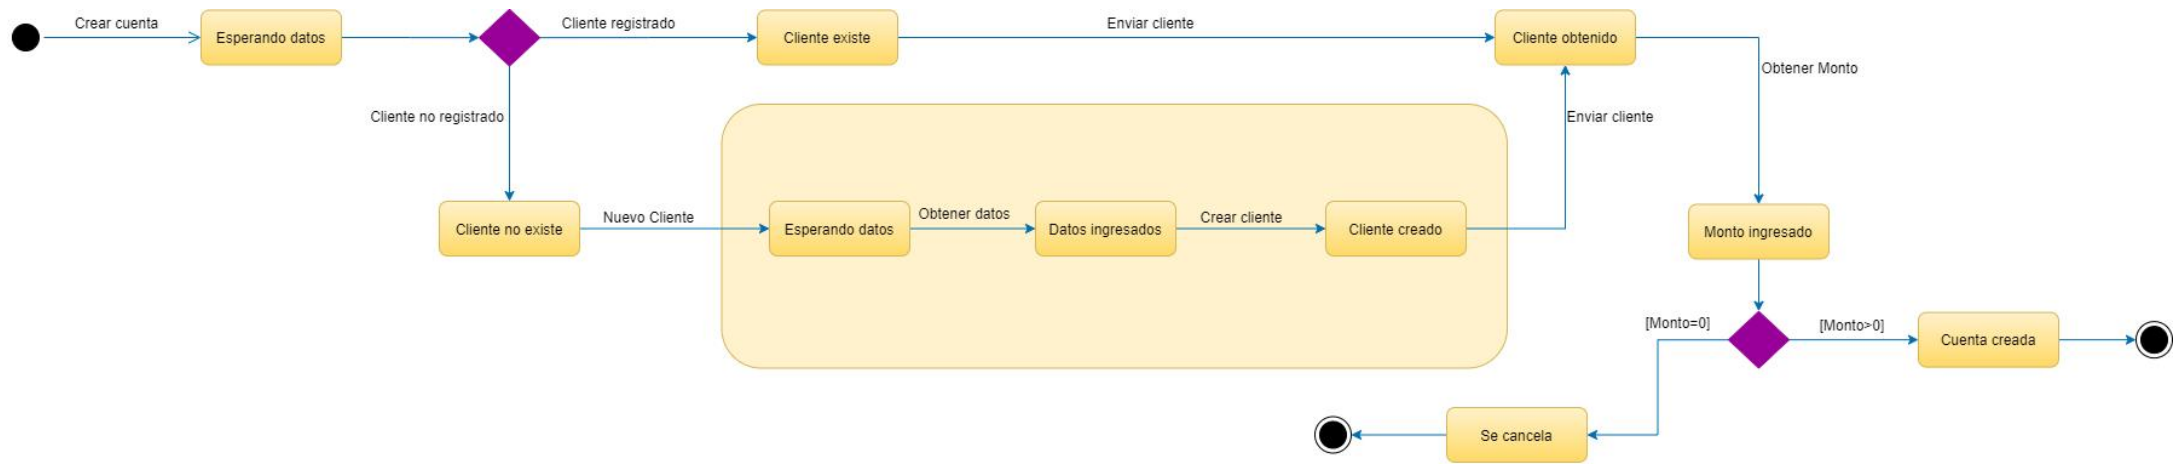 Crear cuenta
Esperando datos
Cliente registrado
Cliente existe
Enviar cliente
Cliente obtenido
Obtener Monto
Cliente no registrado
Enviar cliente
Cliente no existe
Nuevo Cliente
Esperando datos
Obtener datos
Datos ingresados
Crear cliente
Cliente creado
Monto ingresado
[Monto=0]
[Monto>0]
Cuenta creada
Se cancela